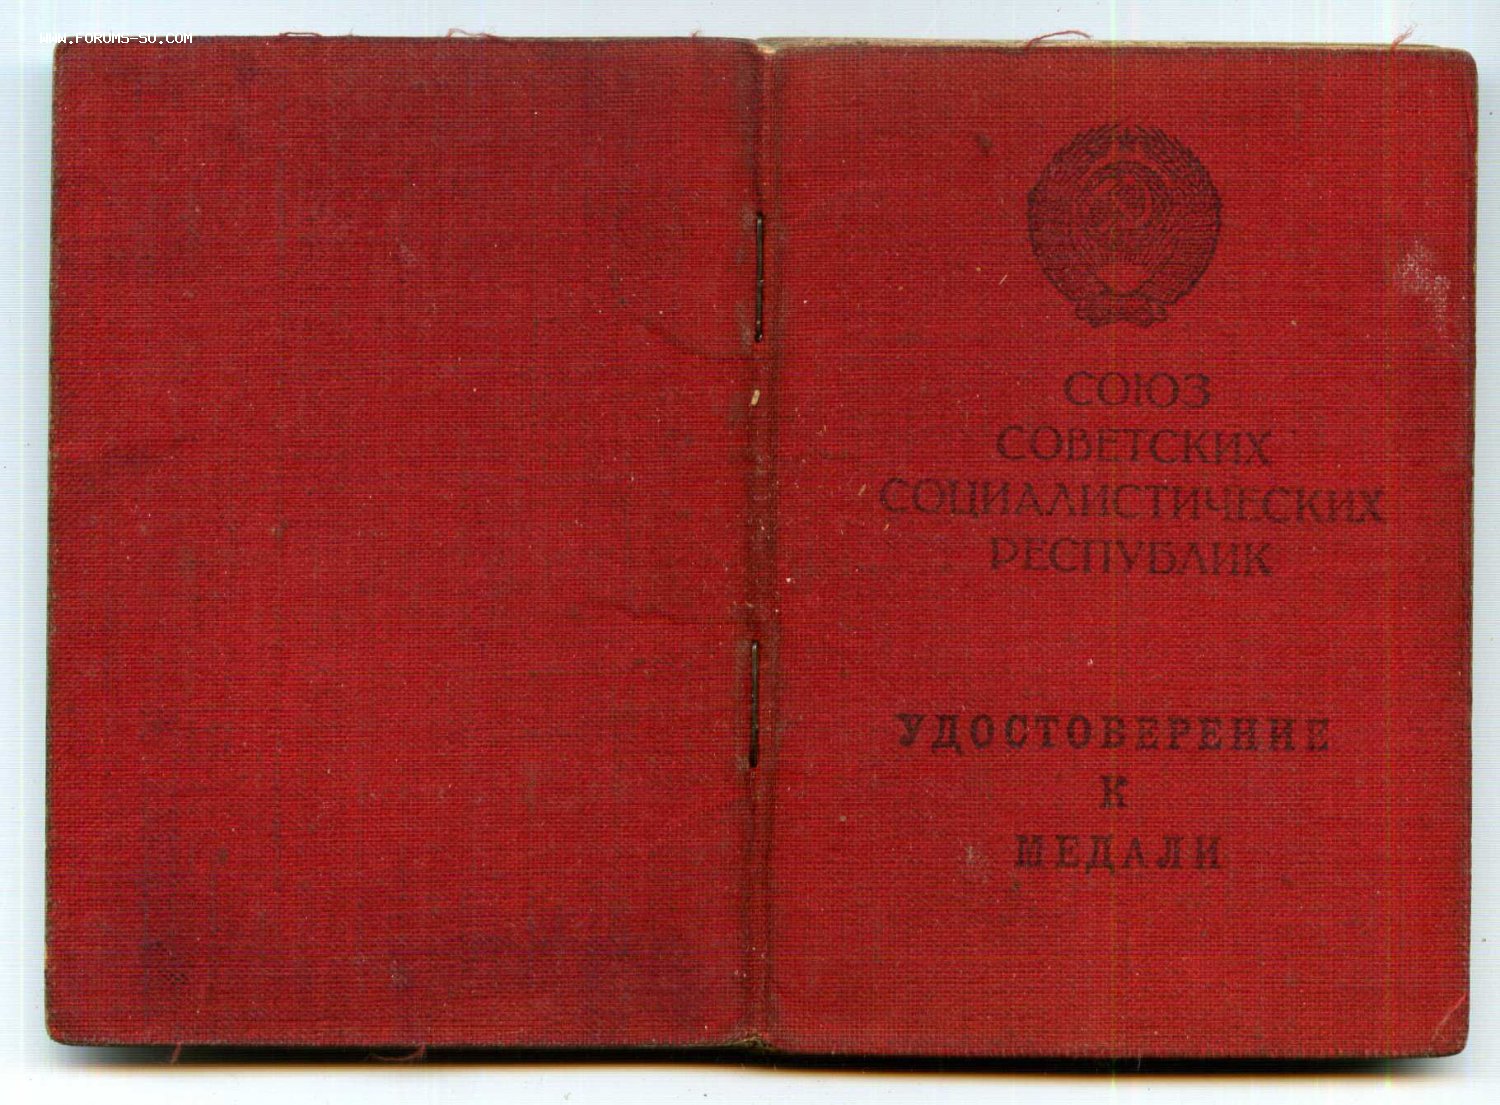 WWW.FORUMS-SU.COM
СОЮЗ
СОВЕТСКИХ
СОЦИАЛИСТИЧЕСКИХ
РЕСПУБЛИК
УДОСТОВЕРЕНИЕ
К
МЕДАЛИ